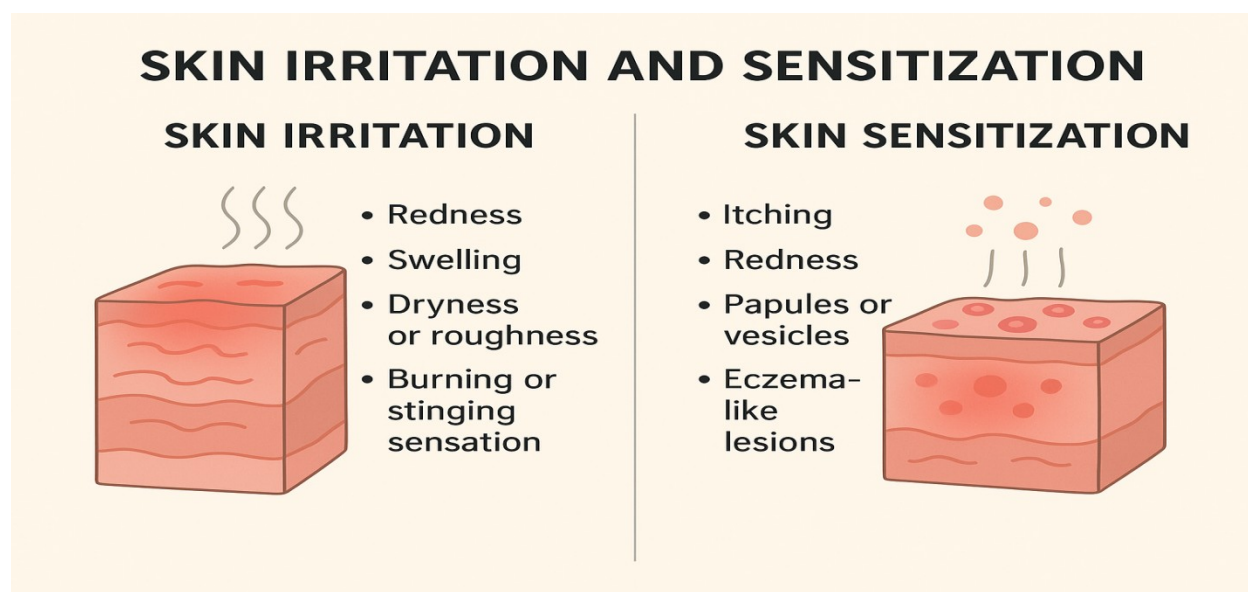 SKIN IRRITATION AND SENSITIZATION
SKIN IRRITATION
• Redness
• Swelling
• Dryness
or roughness
• Burning or
stinging
sensation
SKIN SENSITIZATION
• Itching
• Redness
• Papules or
vesicles
• Eczema-
like
lesions